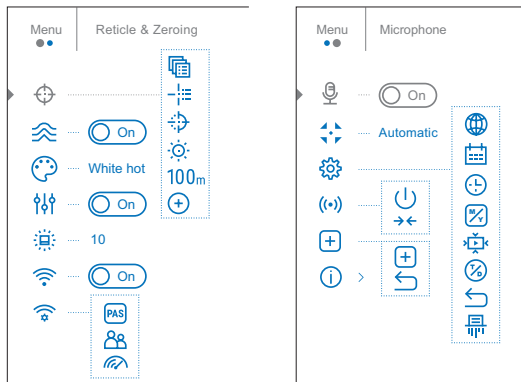 Menu Reticle & Zeroing
On
White hot
On
10
On
100m
PAS
Menu Microphone
On
Automatic
M/Y
T/D